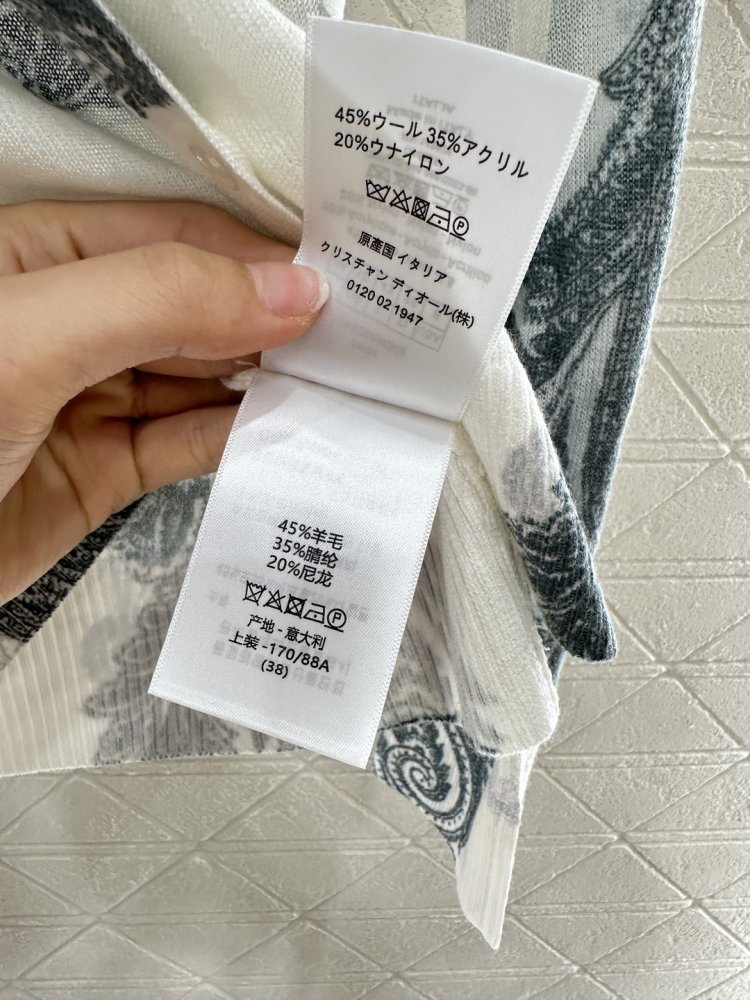 45%ウール 35%アクリル
20%ウナイロン
原產国 イタリア
クリスチャン ディオール(株)
0120 02 1947
45%羊毛
35%腈纶
20%尼龙
产地 - 意大利
上装 -170/88A
(38)